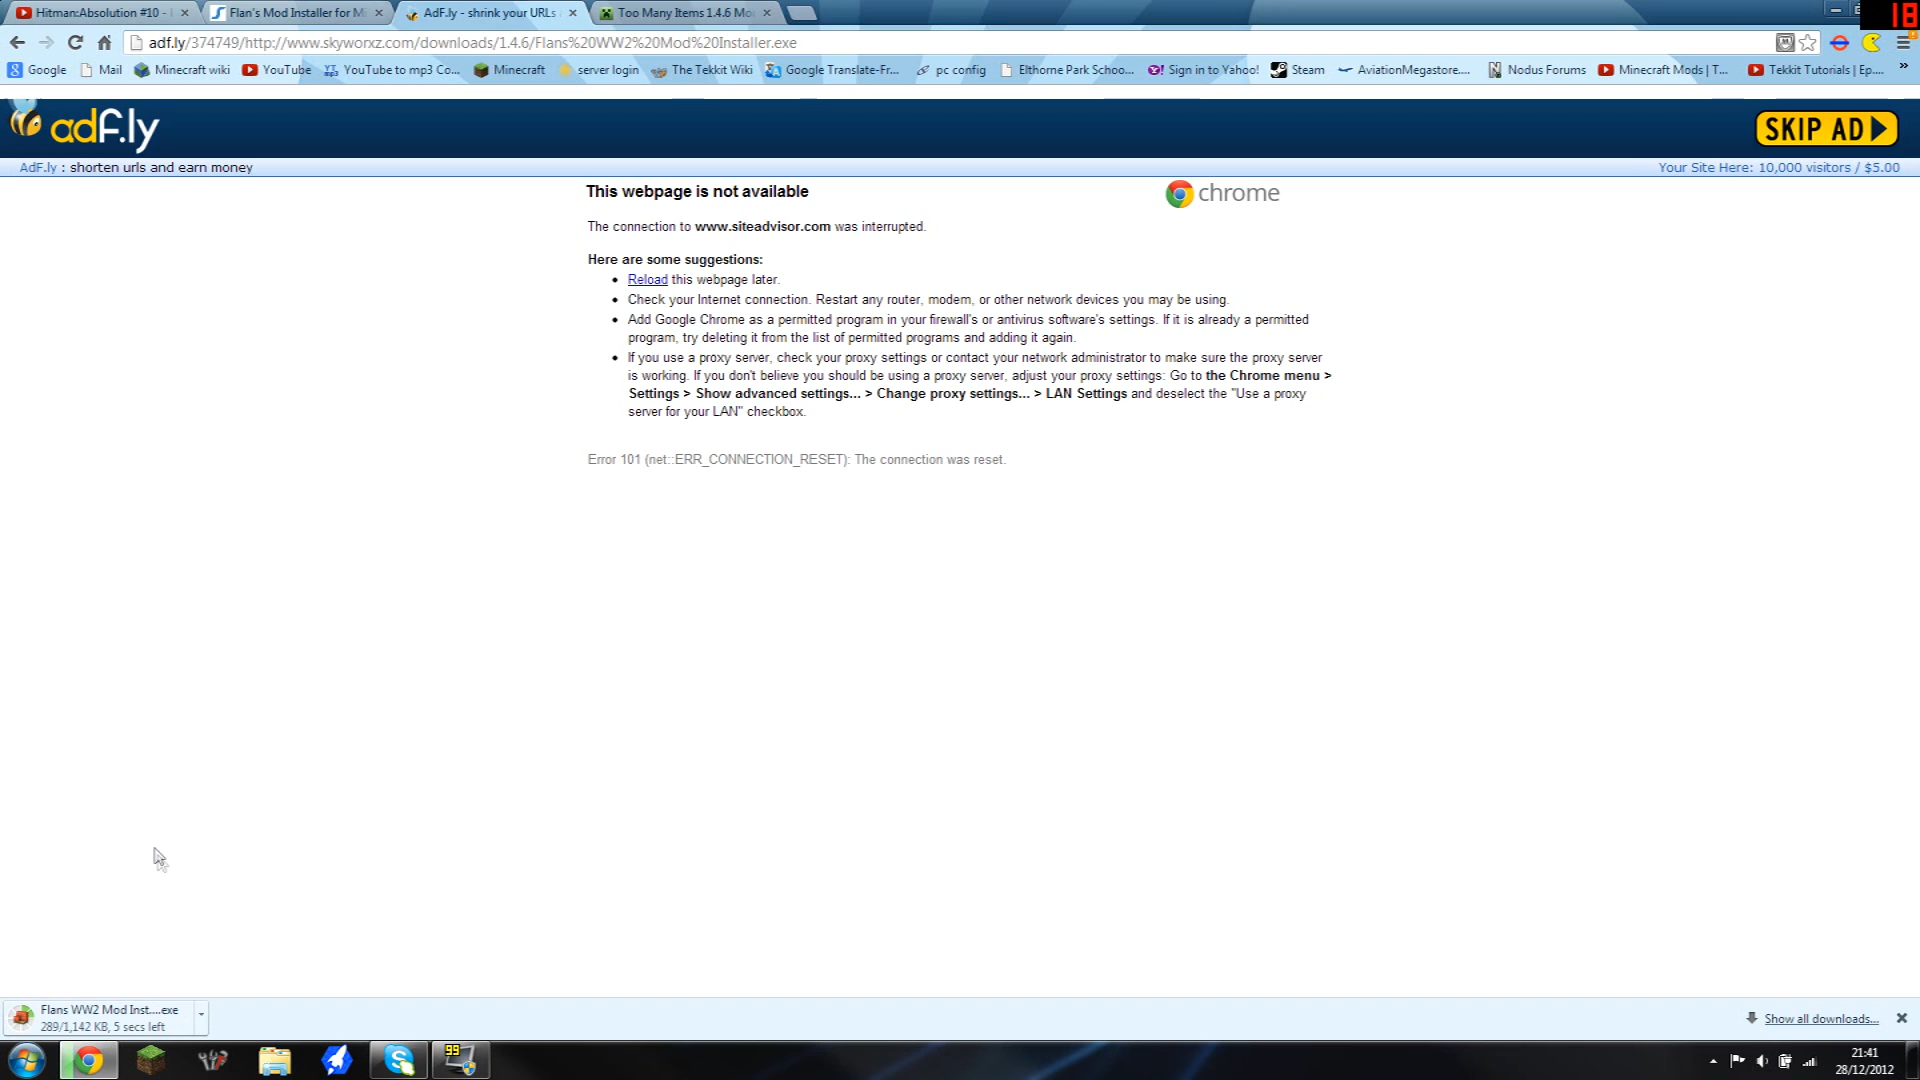 Hitman:Absolution #10 -
Flan's Mod Installer for Mi
AdF.ly - shrink your URLs
Too Many Items 1.4.6 Mo
18
adf.ly/374749/http://www.skyworxz.com/downloads/1.4.6/Flans%20WW2%20Mod%20Installer.exe
Google Mail Minecraft wiki YouTube YouTube to mp3 Co... Minecraft server login The Tekkit Wiki Google Translate-Fr... pc config Elthorne Park Schoo... Sign in to Yahoo! Steam AviationMegastore.... Nodus Forums Minecraft Mods | T... Tekkit Tutorials | Ep.... »
adf.ly
SKIP AD
AdF.ly : shorten urls and earn money
Your Site Here: 10,000 visitors / $5.00
This webpage is not available
chrome
The connection to www.siteadvisor.com was interrupted.
Here are some suggestions:
• Reload this webpage later.
• Check your Internet connection. Restart any router, modem, or other network devices you may be using.
• Add Google Chrome as a permitted program in your firewall's or antivirus software's settings. If it is already a permitted
program, try deleting it from the list of permitted programs and adding it again.
• If you use a proxy server, check your proxy settings or contact your network administrator to make sure the proxy server
is working. If you don't believe you should be using a proxy server, adjust your proxy settings: Go to the Chrome menu >
Settings > Show advanced settings... > Change proxy settings... > LAN Settings and deselect the "Use a proxy
server for your LAN" checkbox.
Error 101 (net::ERR_CONNECTION_RESET): The connection was reset.
Flans WW2 Mod Inst....exe
289/1,142 KB, 5 secs left
Show all downloads...
99
21:41
28/12/2012